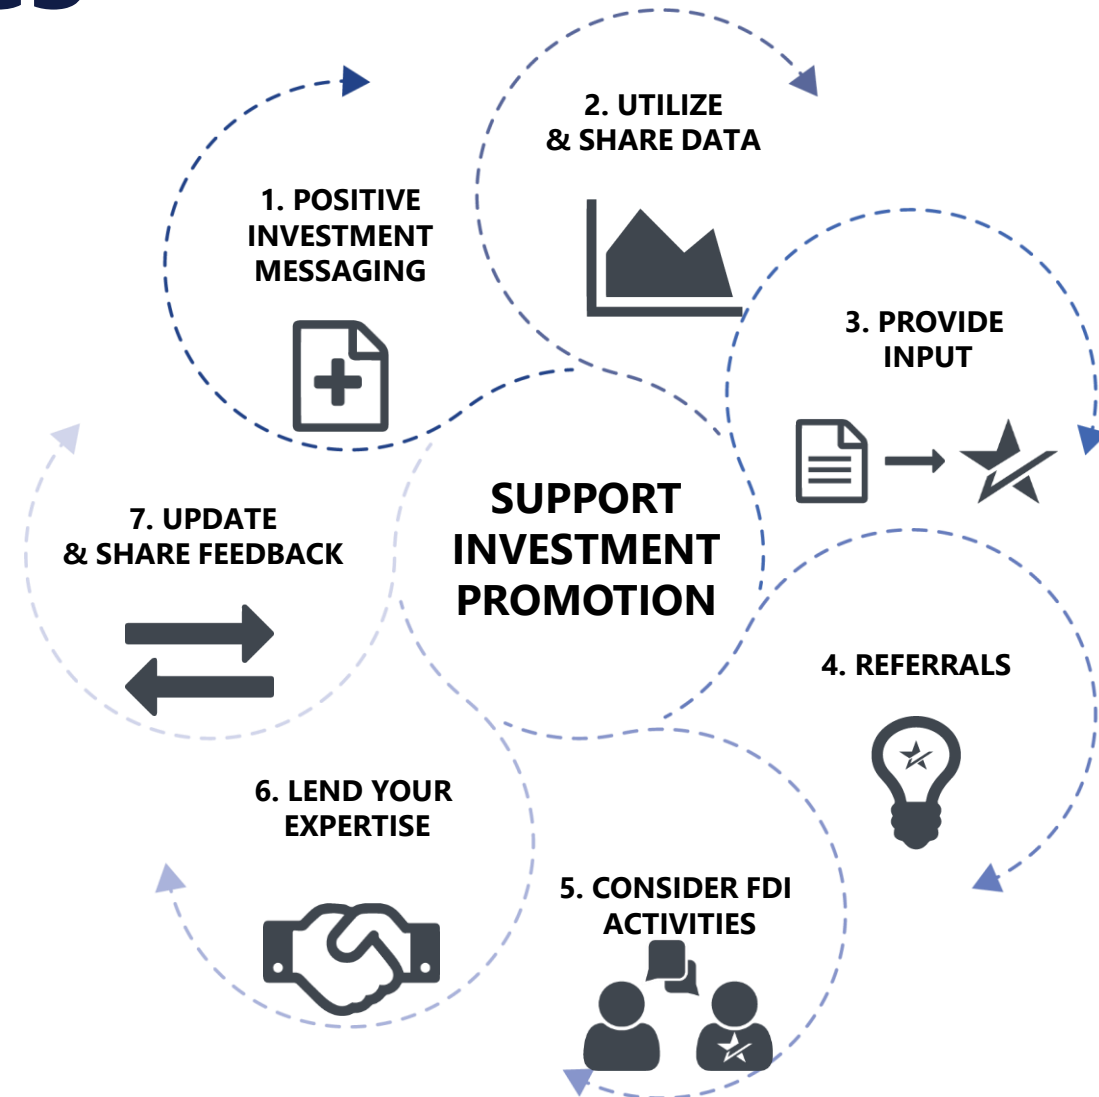 1. POSITIVE
INVESTMENT
MESSAGING
2. UTILIZE
& SHARE DATA
3. PROVIDE
INPUT
4. REFERRALS
5. CONSIDER FDI
ACTIVITIES
6. LEND YOUR
EXPERTISE
7. UPDATE
& SHARE FEEDBACK
SUPPORT
INVESTMENT
PROMOTION